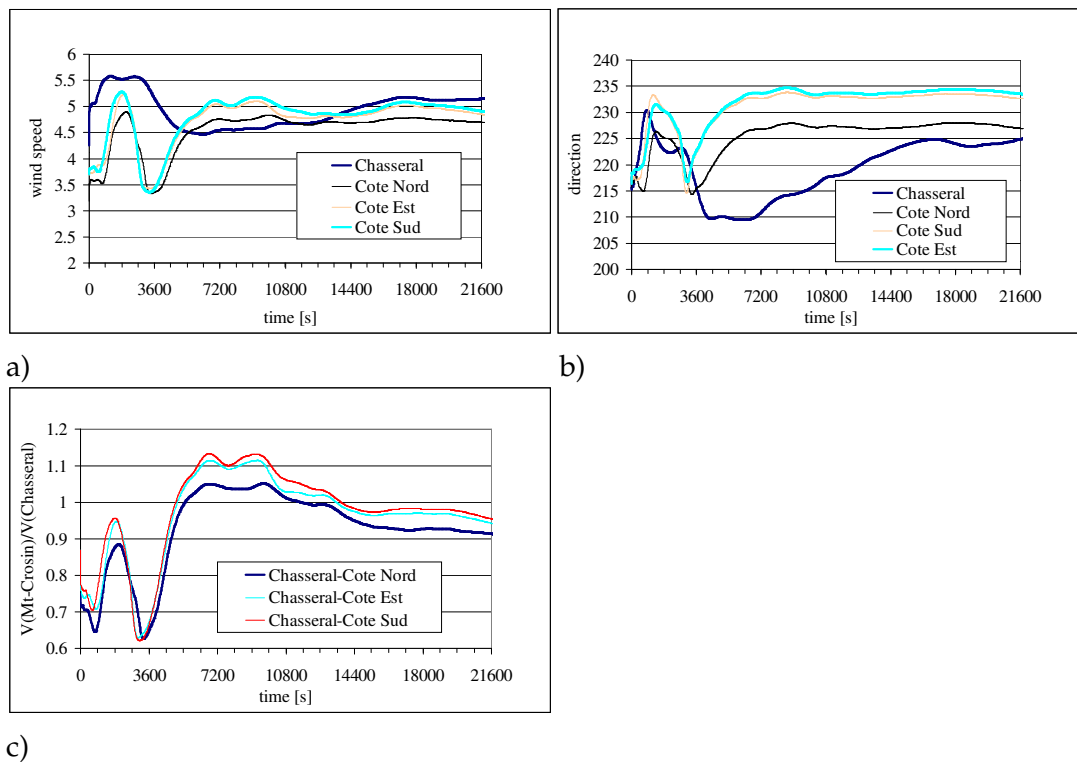 6
5.5
5
4.5
4
3.5
3
2.5
2
wind speed
Chasseral
Cote Nord
Cote Est
Cote Sud
0 3600 7200 10800 14400 18000 21600
time [s]
a)
240
235
230
225
220
215
210
205
200
direction
Chasseral
Cote Nord
Cote Sud
Cote Est
0 3600 7200 10800 14400 18000 21600
time [s]
b)
1.2
1.1
1
0.9
0.8
0.7
0.6
V(Mt-Crosin)/V(Chasseral)
Chasseral-Cote Nord
Chasseral-Cote Est
Chasseral-Cote Sud
0 3600 7200 10800 14400 18000 21600
time [s]
c)